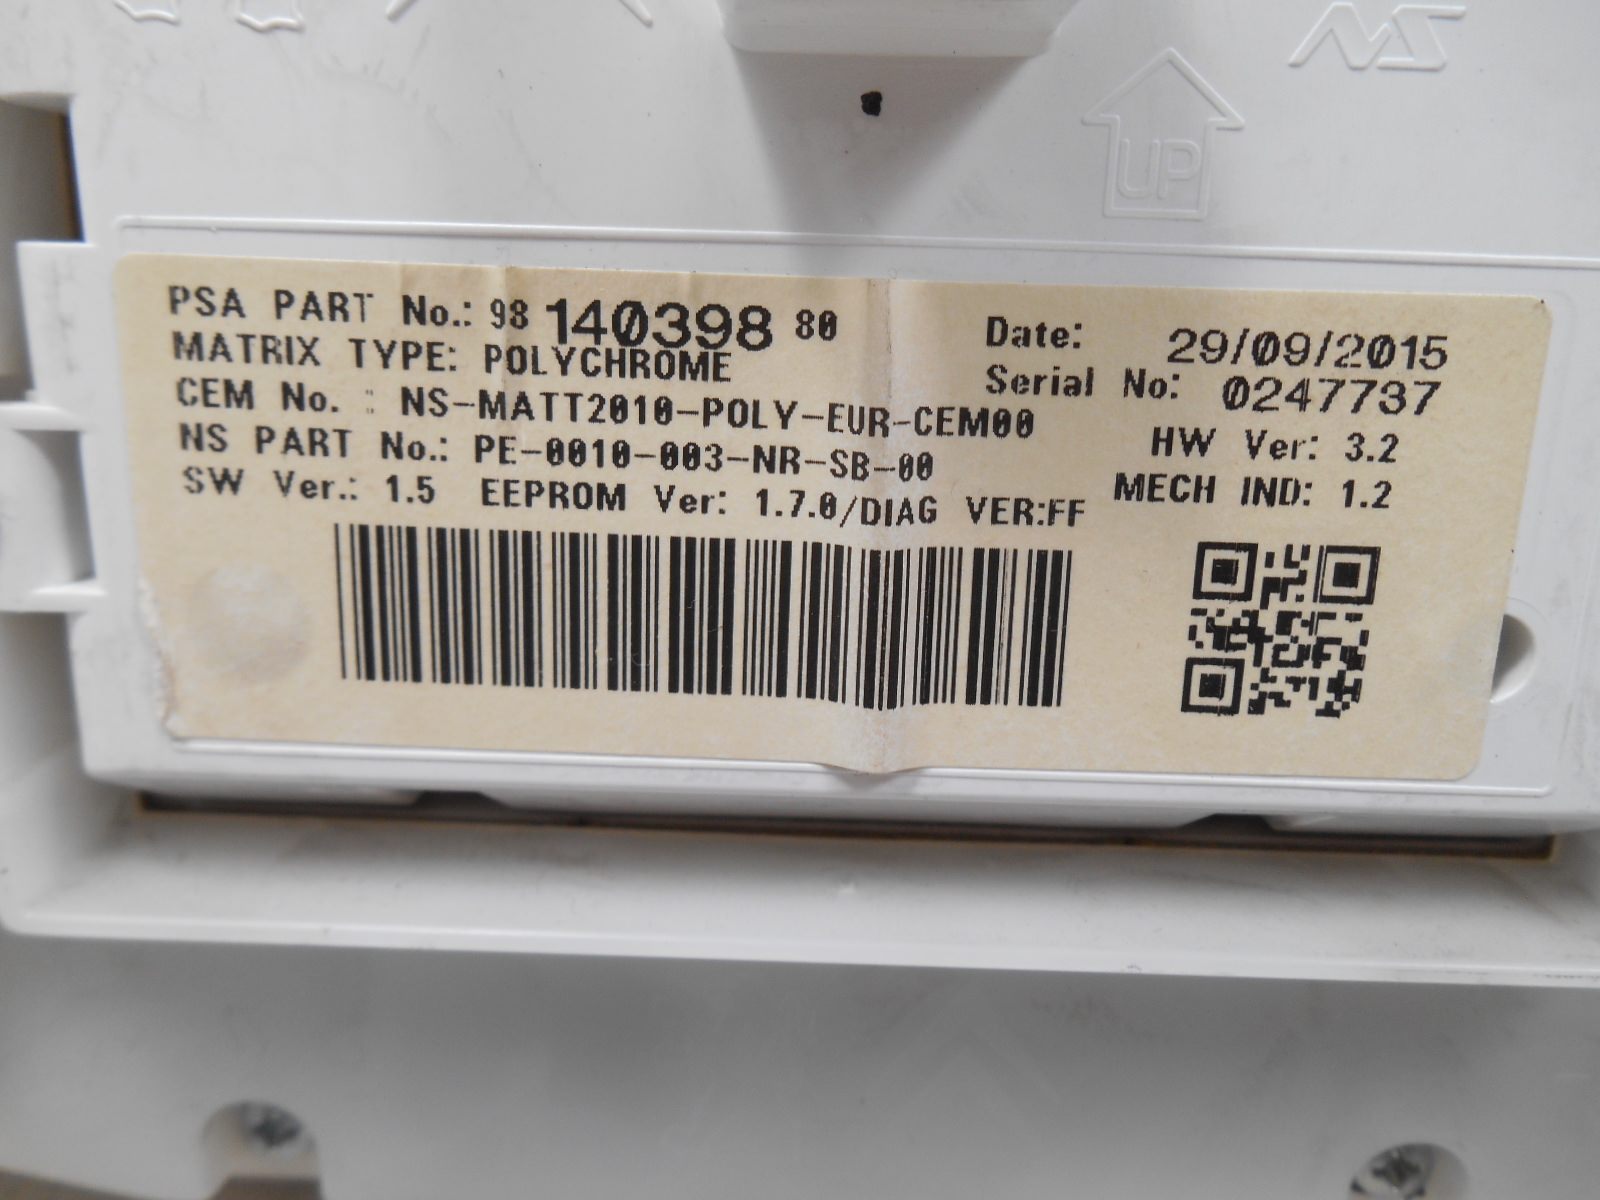 NS
UP
PSA PART No.: 98 140398 80 Date: 29/09/2015
MATRIX TYPE: POLYCHROME Serial No: 0247737
CEM No. : NS-MATT2010-POLY-EUR-CEM00 HW Ver: 3.2
NS PART No.: PE-0010-003-NR-SB-00 MECH IND: 1.2
SW Ver.: 1.5 EEPROM Ver: 1.7.0/DIAG VER:FF